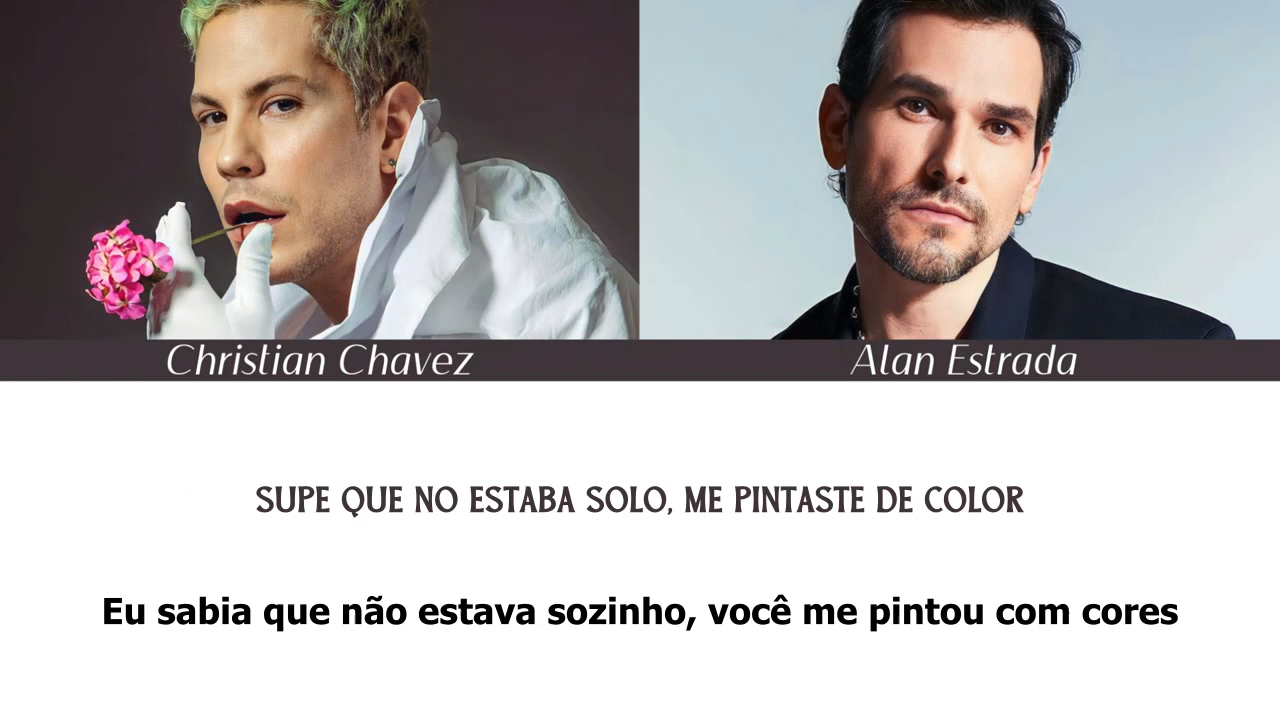 Christian Chavez
Alan Estrada
SUPE QUE NO ESTABA SOLO, ME PINTASTE DE COLOR
Eu sabia que não estava sozinho, você me pintou com cores